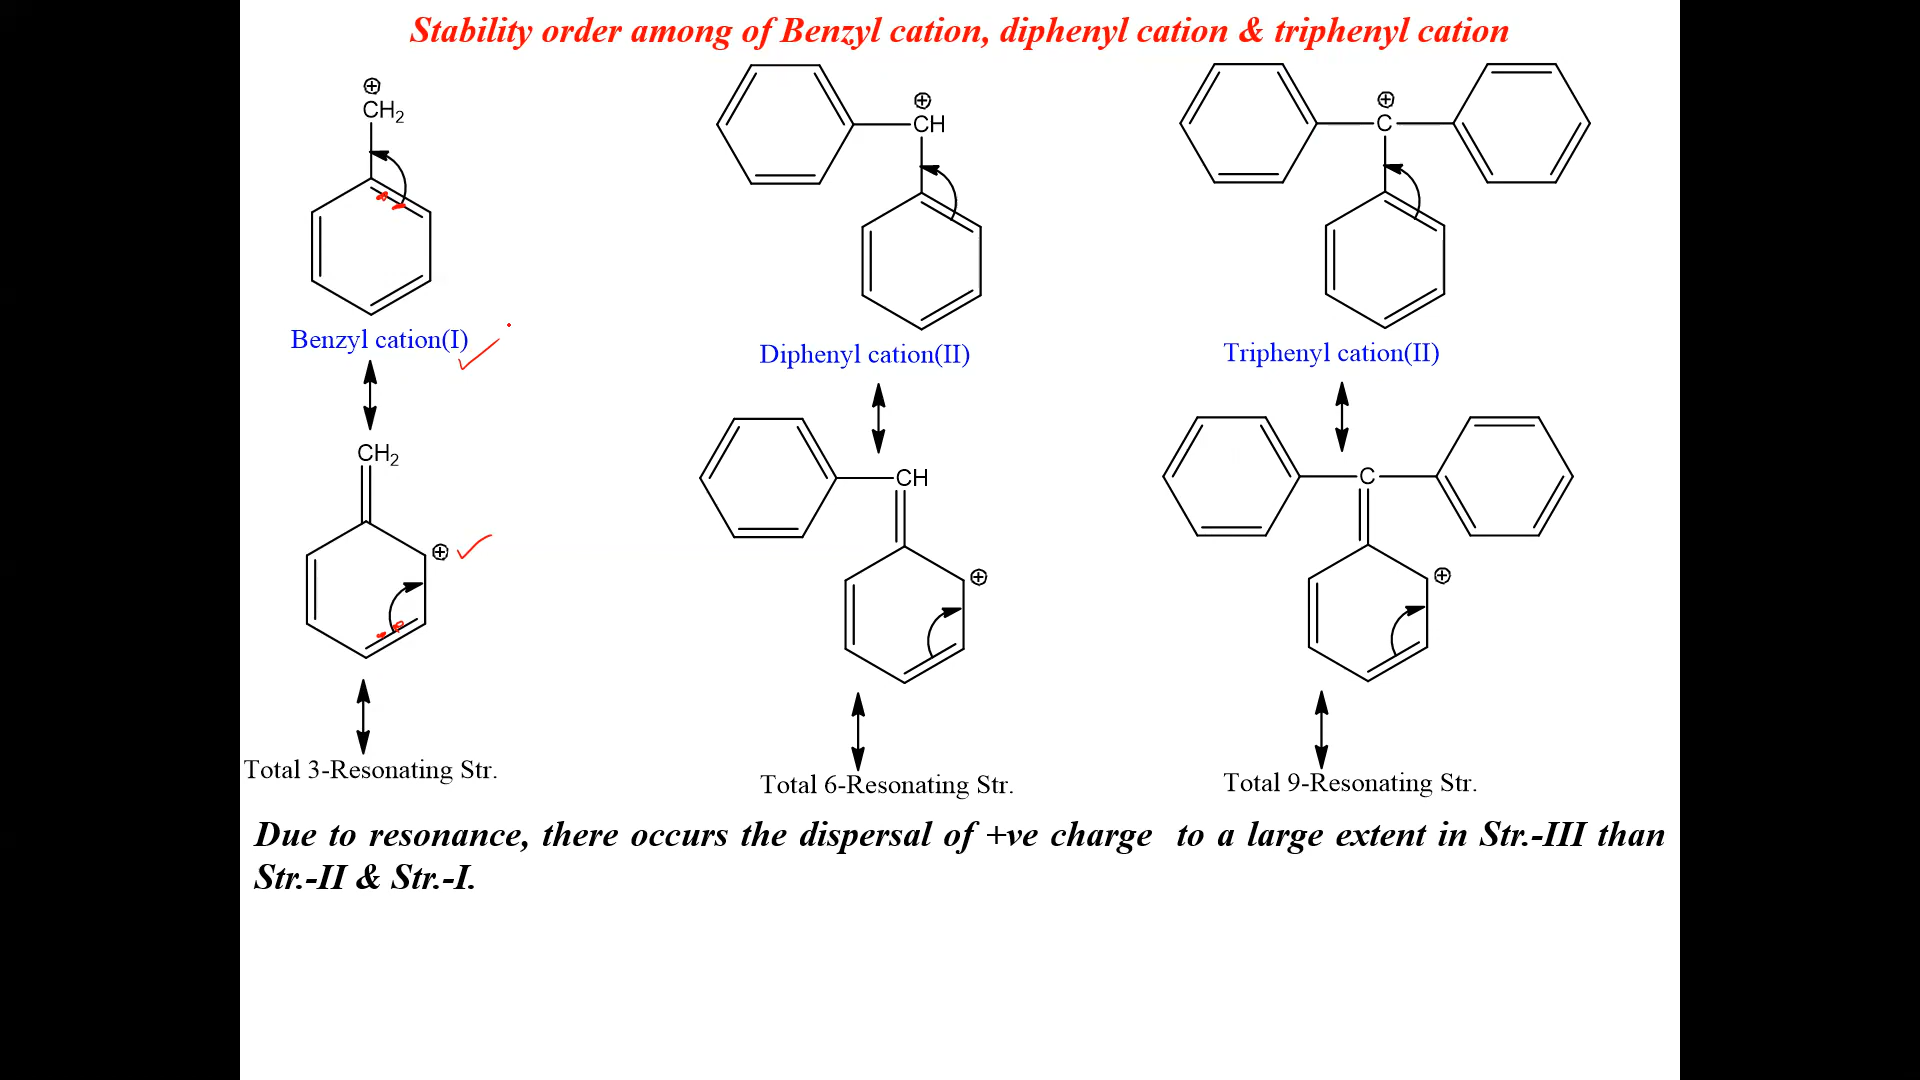 Stability order among of Benzyl cation, diphenyl cation & triphenyl cation
⊕
CH₂
⊕
CH
⊕
C
Benzyl cation(I)
Diphenyl cation(II)
Triphenyl cation(II)
CH₂
CH
C
⊕
⊕
⊕
Total 3-Resonating Str.
Total 6-Resonating Str.
Total 9-Resonating Str.
Due to resonance, there occurs the dispersal of +ve charge to a large extent in Str.-III than
Str.-II & Str.-I.